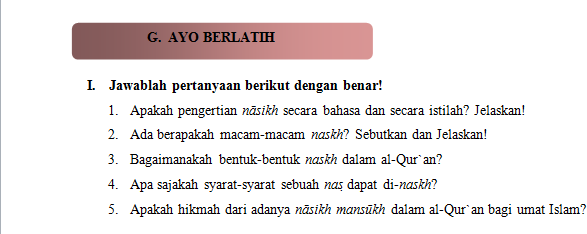 G. AYO BERLATIH
I. Jawablah pertanyaan berikut dengan benar!
1. Apakah pengertian nāsikh secara bahasa dan secara istilah? Jelaskan!
2. Ada berapakah macam-macam naskh? Sebutkan dan Jelaskan!
3. Bagaimanakah bentuk-bentuk naskh dalam al-Qur`an?
4. Apa sajakah syarat-syarat sebuah naṣ dapat di-naskh?
5. Apakah hikmah dari adanya nāsikh mansūkh dalam al-Qur`an bagi umat Islam?